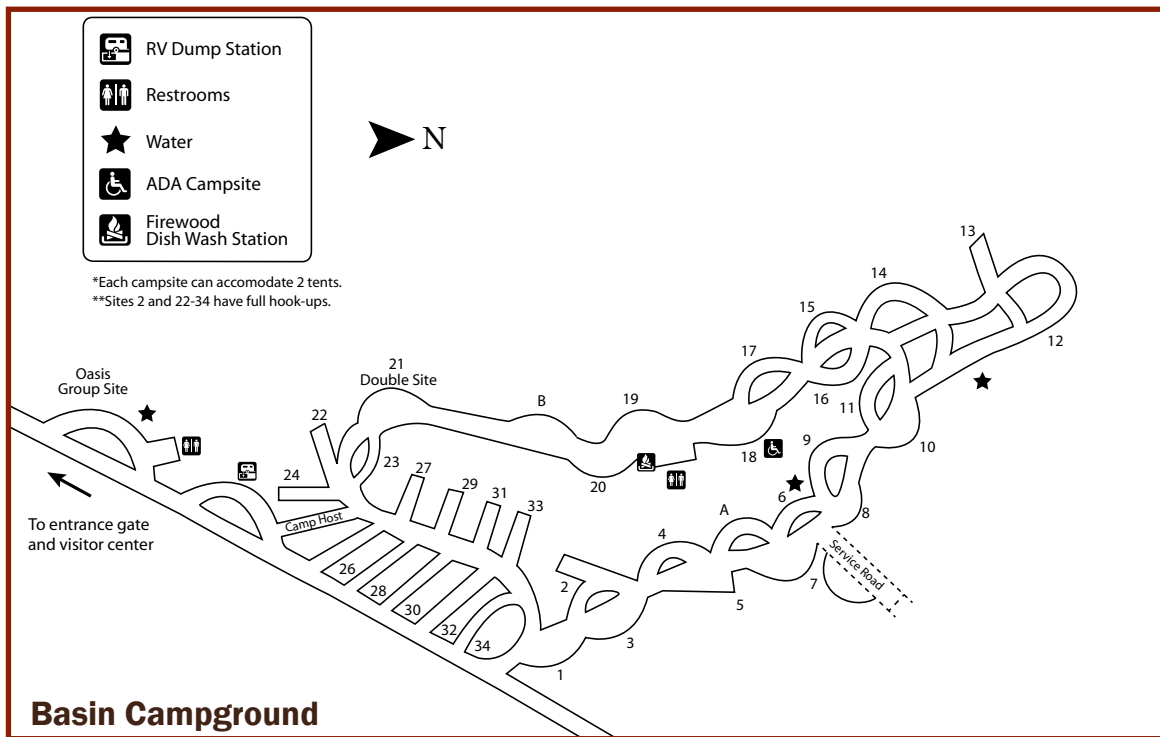 RV Dump Station
Restrooms
Water
ADA Campsite
Firewood
Dish Wash Station
N
*Each campsite can accomodate 2 tents.
**Sites 2 and 22-34 have full hook-ups.
13
14
15
12
17
21
Double Site
Oasis
Group Site
B
19
16
11
22
10
9
18
23
27
24
20
6
29
31
33
A
8
Camp Host
4
Service Road
To entrance gate
and visitor center
26
2
7
28
5
30
32
3
34
1
Basin Campground